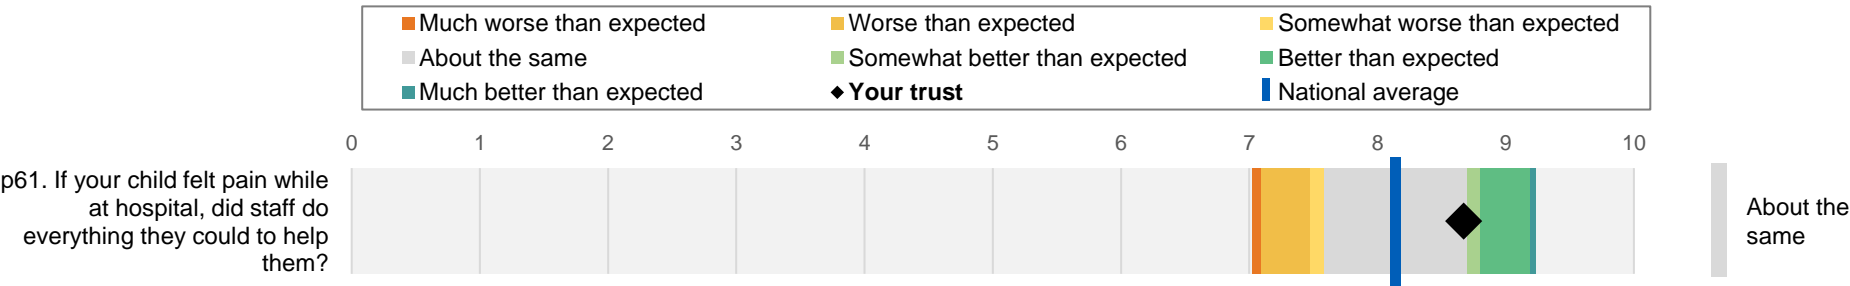 Much worse than expected Worse than expected Somewhat worse than expected
About the same Somewhat better than expected Better than expected
Much better than expected Your trust National average
0 1 2 3 4 5 6 7 8 9 10
p61. If your child felt pain while
at hospital, did staff do
everything they could to help
them?
About the
same